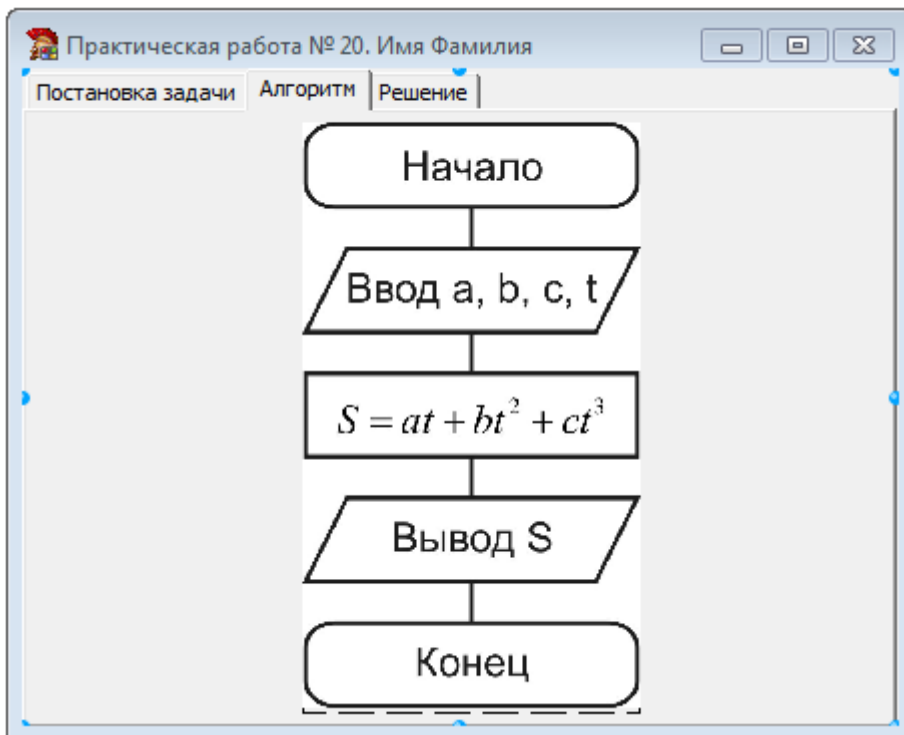 Практическая работа № 20. Имя Фамилия
Постановка задачи Алгоритм Решение
Начало
Ввод a, b, c, t
S = at + bt² + ct³
Вывод S
Конец